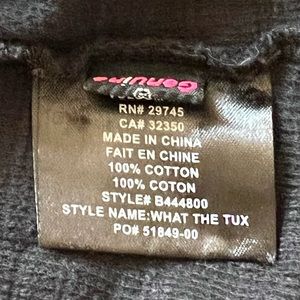 Genuine
RN# 29745
CA# 32350
MADE IN CHINA
FAIT EN CHINE
100% COTTON
100% COTON
STYLE# B444800
STYLE NAME:WHAT THE TUX
PO# 51849-00